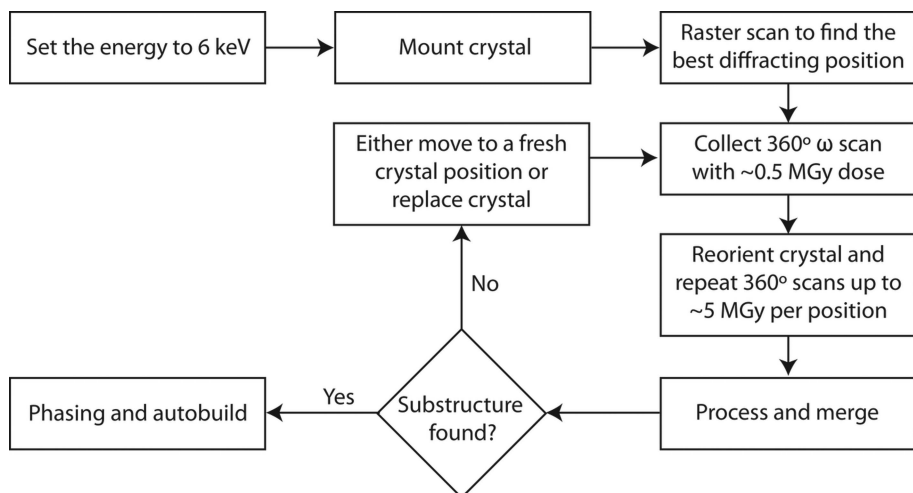 Set the energy to 6 keV
Mount crystal
Raster scan to find the
best diffracting position
Either move to a fresh
crystal position or
replace crystal
Collect 360º ω scan
with ~0.5 MGy dose
Reorient crystal and
repeat 360º scans up to
~5 MGy per position
No
Yes
Phasing and autobuild
Substructure
found?
Process and merge